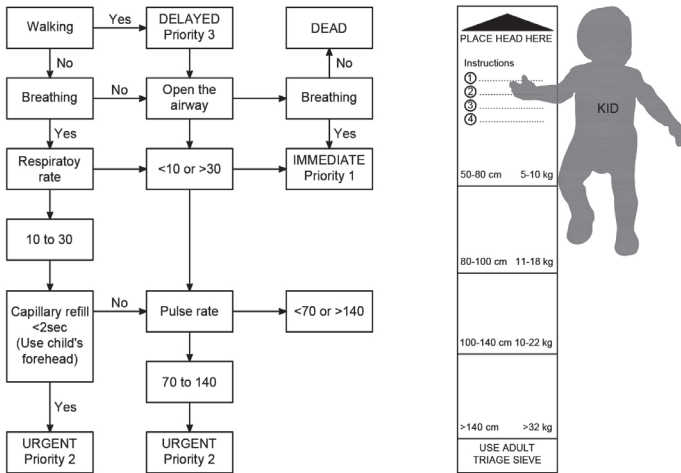 Walking
Yes
DELAYED
Priority 3
DEAD
No
No
Breathing
No
Open the
airway
Breathing
Yes
Yes
Respiratoy
rate
<10 or >30
IMMEDIATE
Priority 1
10 to 30
Capillary refill
<2sec
(Use child's
forehead)
No
Pulse rate
<70 or >140
70 to 140
Yes
URGENT
Priority 2
URGENT
Priority 2
PLACE HEAD HERE
Instructions
1 ....................
2 ....................
3 ....................
4 ....................
KID
50-80 cm 5-10 kg
80-100 cm 11-18 kg
100-140 cm 10-22 kg
>140 cm >32 kg
USE ADULT
TRIAGE SIEVE